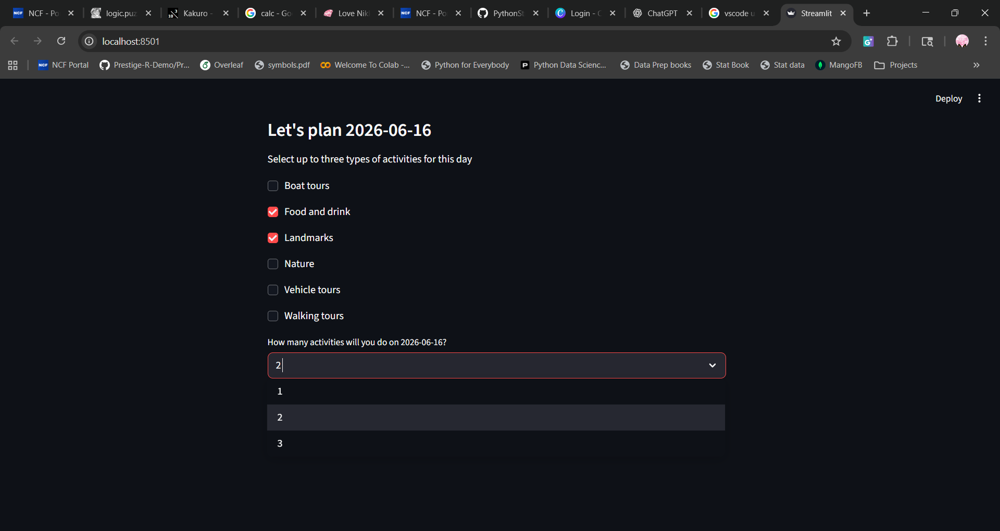 NCF - Po
logic.puz
Kakuro -
calc - Go
Love Nik
NCF - Po
PythonSt
Login - C
ChatGPT
vscode u
Streamlit
localhost:8501
NCF Portal
Prestige-R-Demo/Pr...
Overleaf
symbols.pdf
Welcome To Colab -...
Python for Everybody
Python Data Scienc...
Data Prep books
Stat Book
Stat data
MangoFB
Projects
Deploy
Let's plan 2026-06-16
Select up to three types of activities for this day
Boat tours
Food and drink
Landmarks
Nature
Vehicle tours
Walking tours
How many activities will you do on 2026-06-16?
2
1
2
3